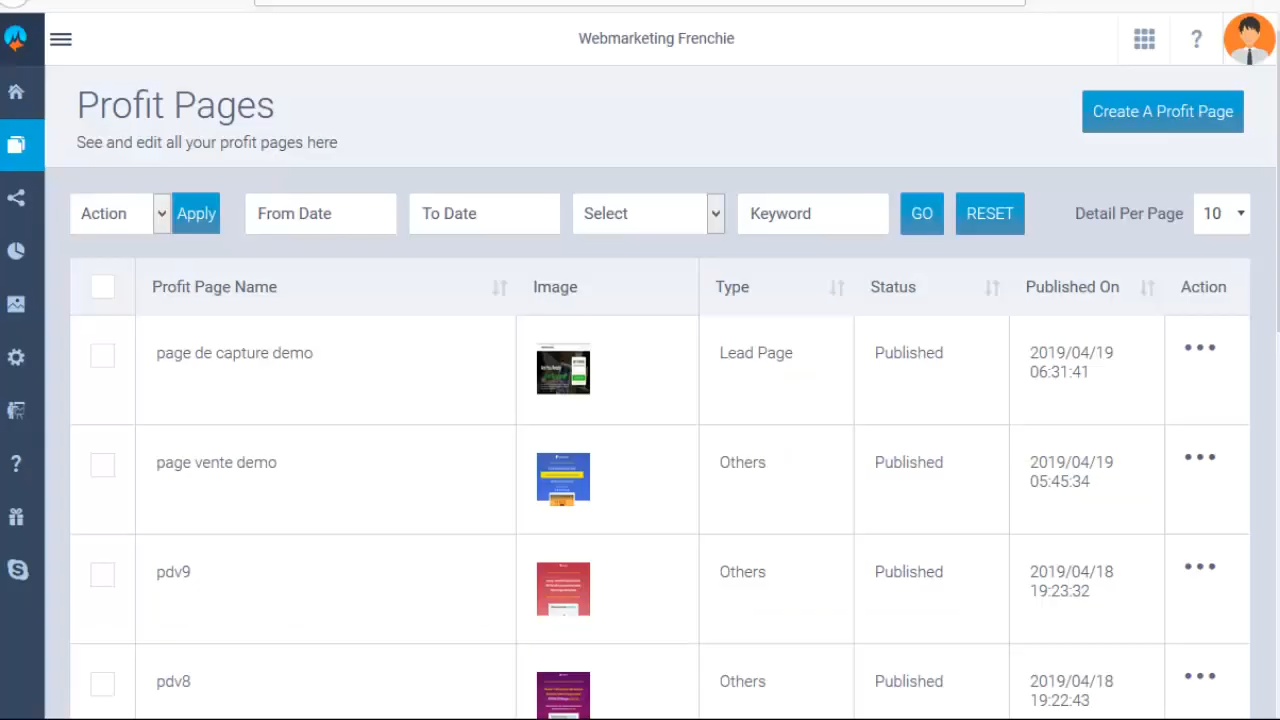 Webmarketing Frenchie
?
Profit Pages
See and edit all your profit pages here
Create A Profit Page
Action Apply From Date To Date Select Keyword GO RESET Detail Per Page 10
Profit Page Name Image Type Status Published On Action
page de capture demo Lead Page Published 2019/04/19
06:31:41
page vente demo Others Published 2019/04/19
05:45:34
pdv9 Others Published 2019/04/18
19:23:32
pdv8 Others Published 2019/04/18
19:22:43
?